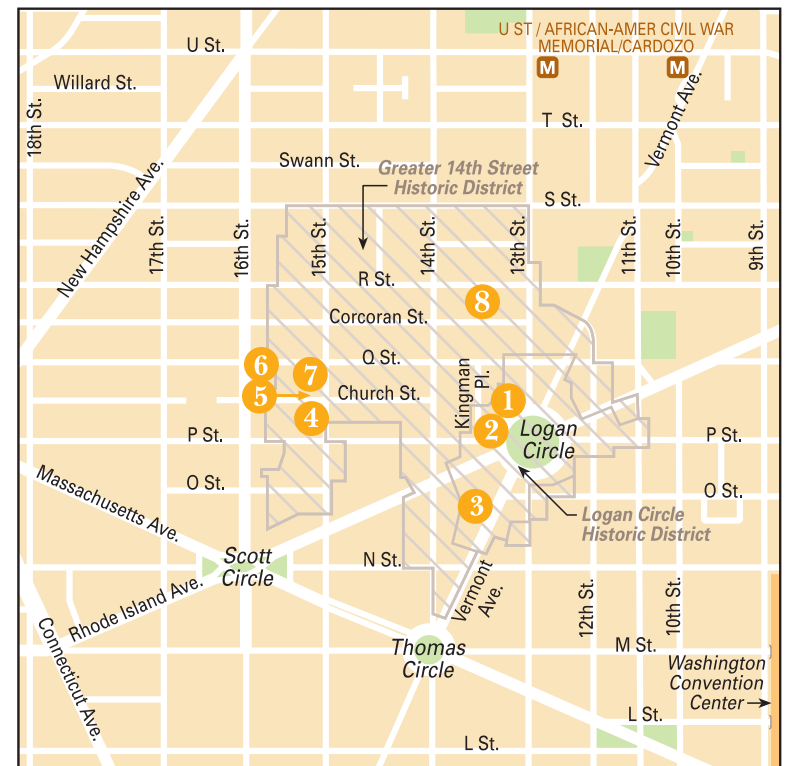 U ST / AFRICAN-AMER CIVIL WAR
MEMORIAL/CARDOZO
M
M
U St.
Willard St.
18th St.
T St.
Vermont Ave.
Swann St.
Greater 14th Street
Historic District
New Hampshire Ave.
S St.
17th St.
16th St.
15th St.
14th St.
13th St.
11th St.
10th St.
9th St.
R St.
8
Corcoran St.
Q St.
6
7
5
Church St.
Kingman
Pl.
1
4
2
Logan
Circle
P St.
P St.
Massachusetts Ave.
O St.
O St.
3
Logan Circle
Historic District
Scott
Circle
N St.
Vermont
Ave.
Rhode Island Ave.
12th St.
10th St.
Connecticut Ave.
Thomas
Circle
M St.
Washington
Convention
Center
L St.
L St.